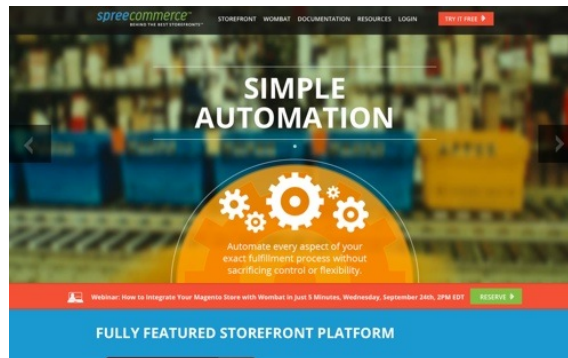 spreecommerce
BEHIND THE BEST STOREFRONTS™
STOREFRONT WOMBAT DOCUMENTATION RESOURCES LOGIN
TRY IT FREE
SIMPLE
AUTOMATION
Automate every aspect of your
exact fulfillment process without
sacrificing control or flexibility.
Webinar: How to Integrate Your Magento Store with Wombat in Just 5 Minutes, Wednesday, September 24th, 2PM EDT
RESERVE
FULLY FEATURED STOREFRONT PLATFORM